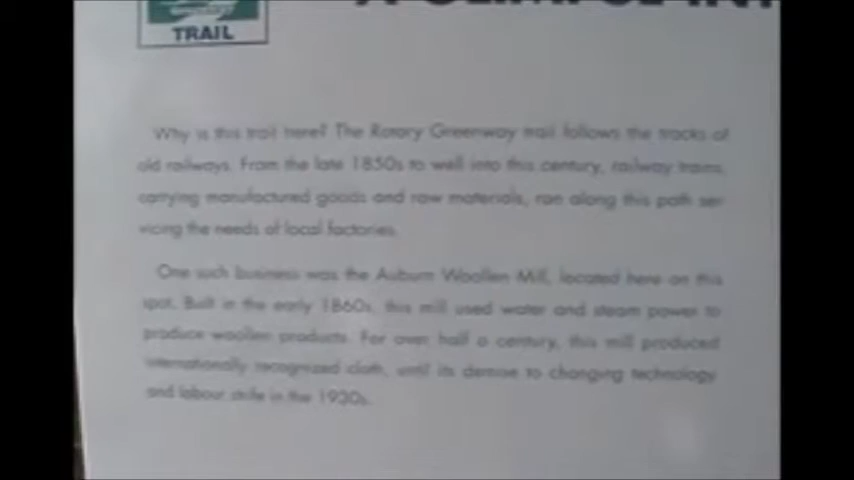 TRAIL
A GLIMPSE INT
Why is this trail here? The Rotary Greenway trail follows the tracks of
old railways. From the late 1850s to well into this century, railway trains,
carrying manufactured goods and raw materials, ran along this path ser-
vicing the needs of local factories.
One such business was the Auburn Woollen Mill, located here on this
spot. Built in the early 1860s, this mill used water and steam power to
produce woollen products. For over half a century, this mill produced
internationally recognized cloth, until its demise to changing technology
and labour strife in the 1930s.